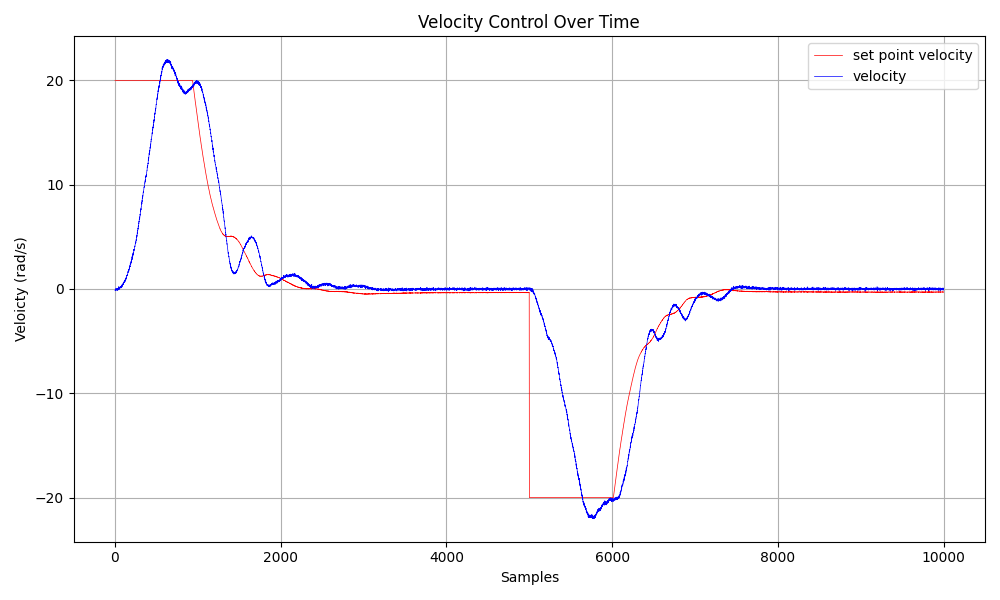 Velocity Control Over Time
set point velocity
velocity
20
10
0
−10
−20
Veloicty (rad/s)
0 2000 4000 6000 8000 10000
Samples